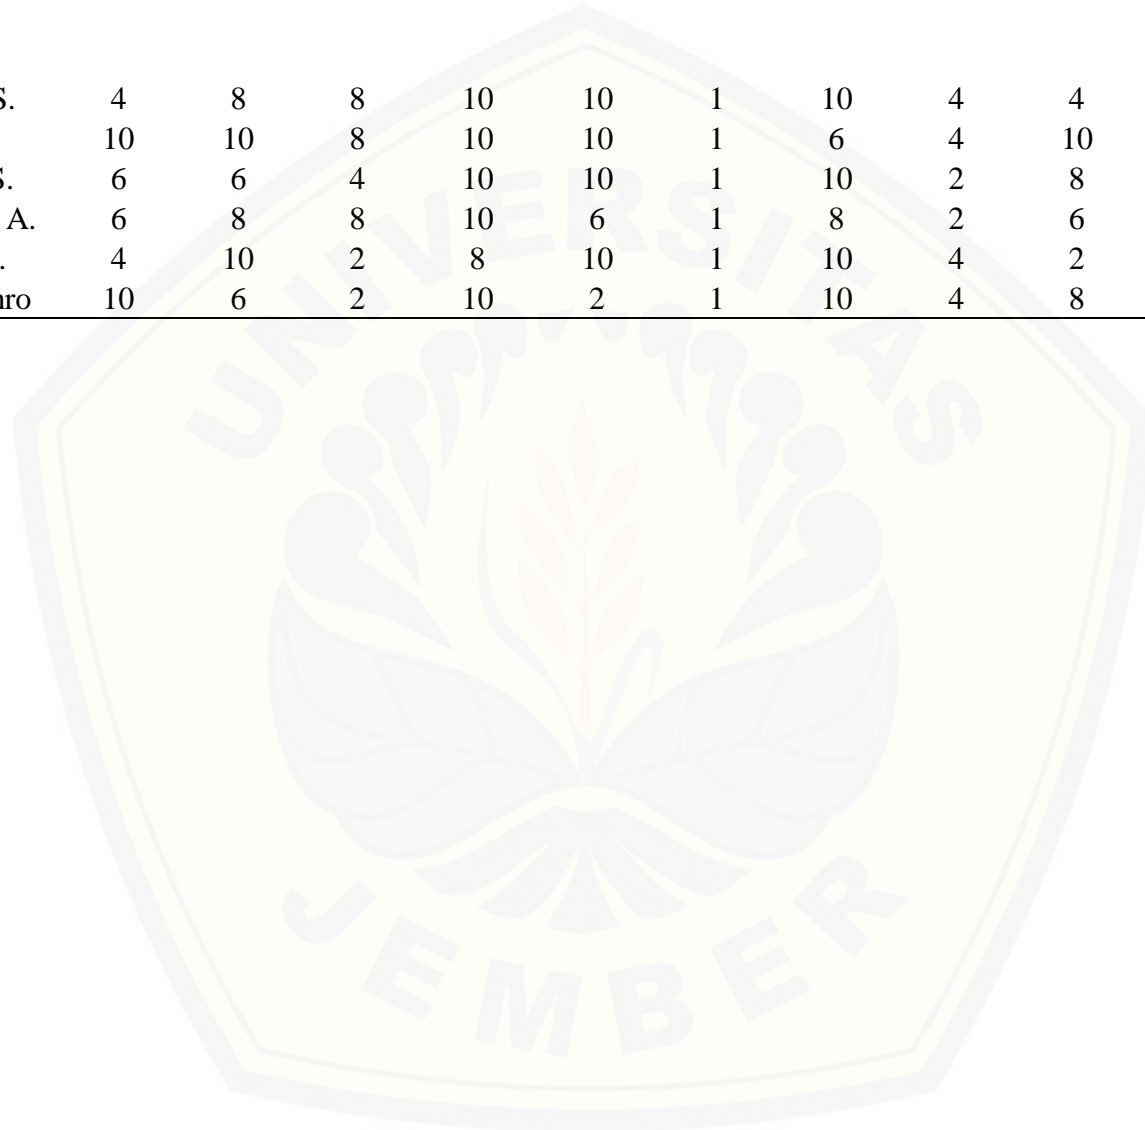 S. 4 8 8 10 10 1 10 4 4
10 10 8 10 10 1 6 4 10
S. 6 6 4 10 10 1 10 2 8
A. 6 8 8 10 6 1 8 2 6
. 4 10 2 8 10 1 10 4 2
nro 10 6 2 10 2 1 10 4 8
UNIVERSITAS
JEMBER